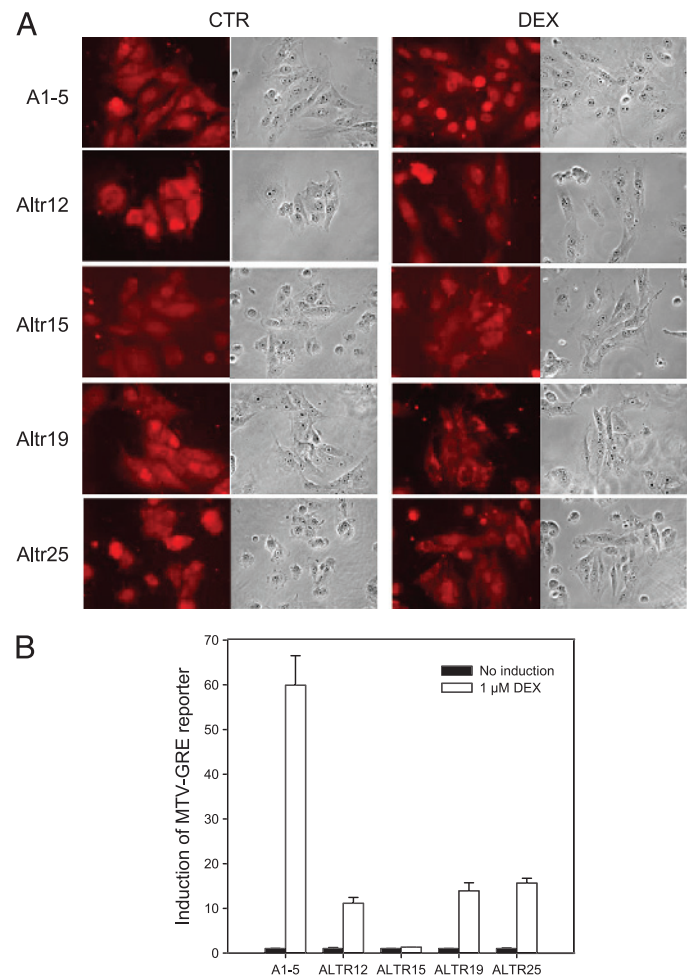 A
CTR
DEX
A1-5
Altr12
Altr15
Altr19
Altr25
B
Induction of MTV-GRE reporter
70
60
50
40
30
20
10
0
No induction
1 µM DEX
A1-5 ALTR12 ALTR15 ALTR19 ALTR25